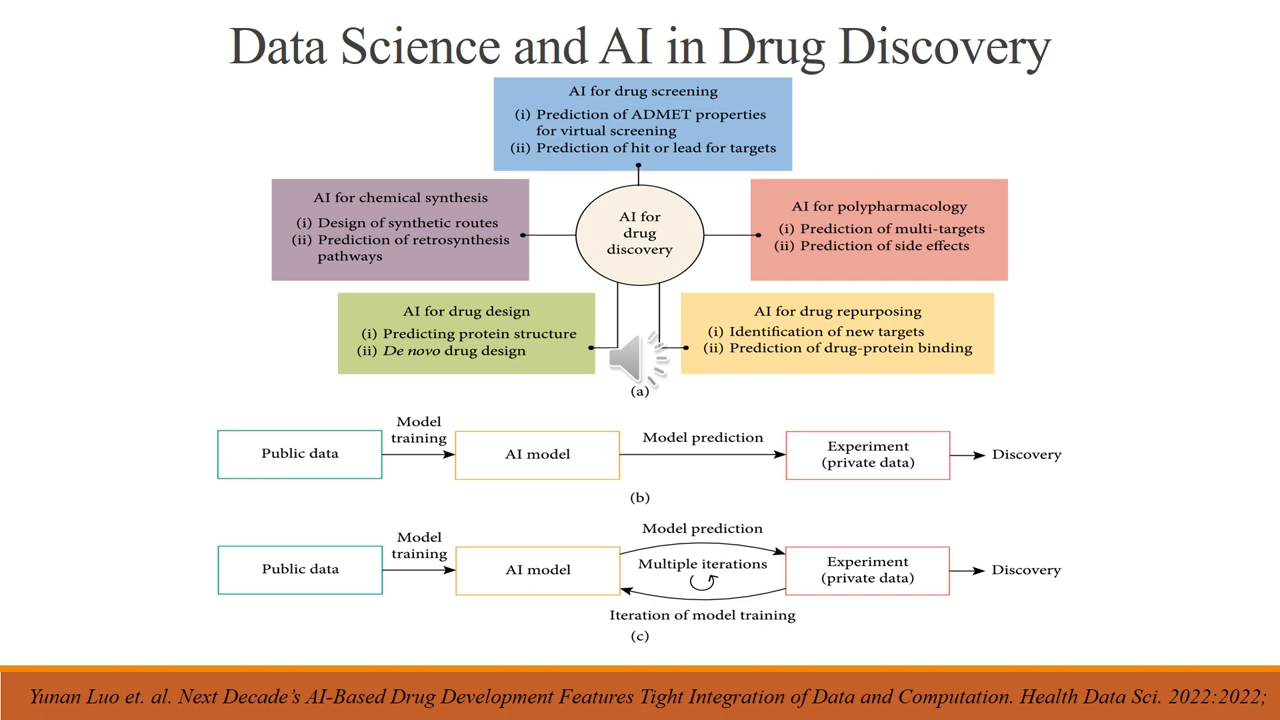 Data Science and AI in Drug Discovery
AI for drug screening
(i) Prediction of ADMET properties
for virtual screening
(ii) Prediction of hit or lead for targets
AI for chemical synthesis
(i) Design of synthetic routes
(ii) Prediction of retrosynthesis
pathways
AI for
drug
discovery
AI for polypharmacology
(i) Prediction of multi-targets
(ii) Prediction of side effects
AI for drug design
(i) Predicting protein structure
(ii) De novo drug design
AI for drug repurposing
(i) Identification of new targets
(ii) Prediction of drug-protein binding
(a)
Public data
Model
training
AI model
Model prediction
Experiment
(private data)
Discovery
(b)
Public data
Model
training
AI model
Model prediction
Multiple iterations
Iteration of model training
Experiment
(private data)
Discovery
(c)
Yunan Luo et. al. Next Decade's AI-Based Drug Development Features Tight Integration of Data and Computation. Health Data Sci. 2022:2022;